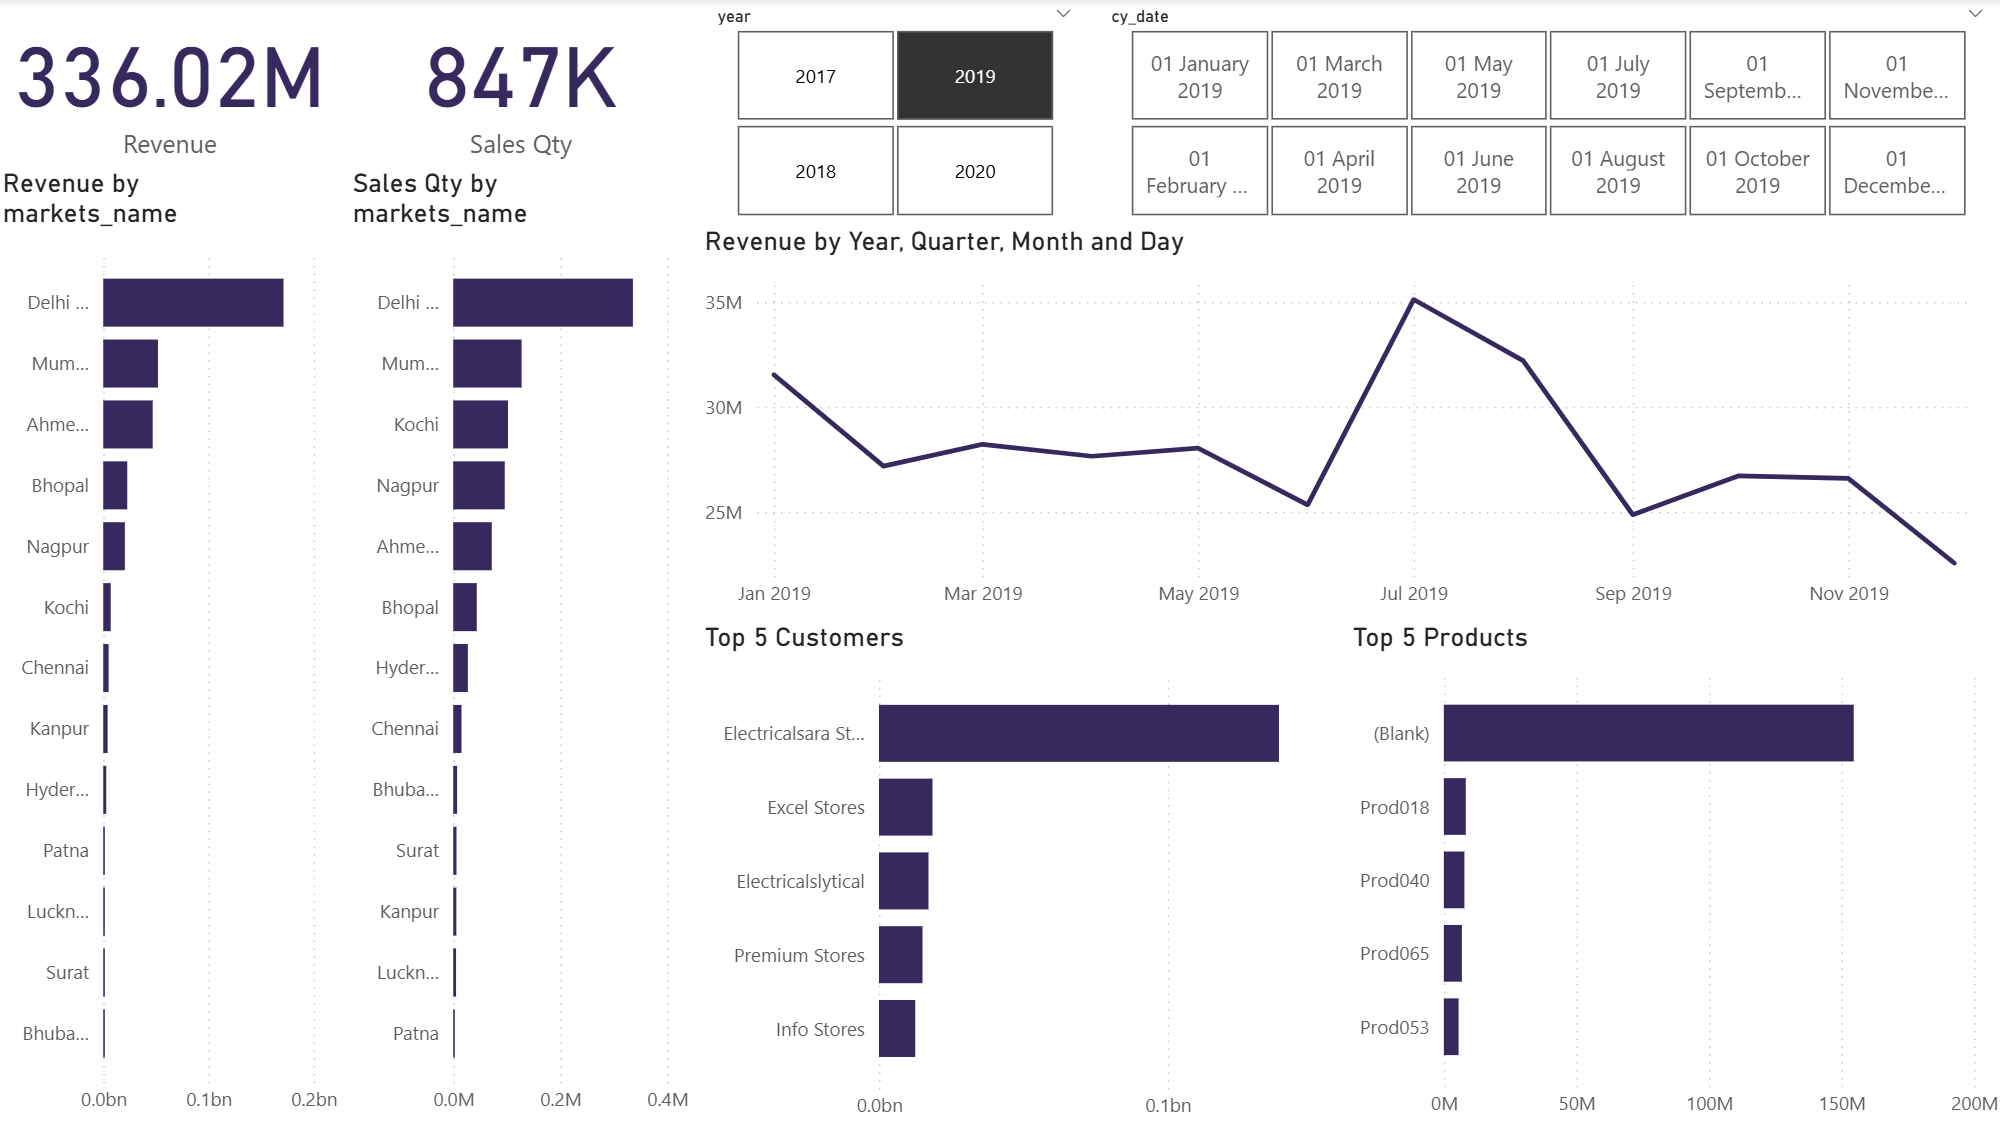 336.02M
Revenue
847K
Sales Qty
year
2017
2019
2018
2020
cy_date
01 January
2019
01 March
2019
01 May
2019
01 July
2019
01
Septemb...
01
Novembe...
01
February ...
01 April
2019
01 June
2019
01 August
2019
01 October
2019
01
Decembe...
Revenue by
markets_name
Delhi ...
Mum...
Ahme...
Bhopal
Nagpur
Kochi
Chennai
Kanpur
Hyder...
Patna
Luckn...
Surat
Bhuba...
0.0bn 0.1bn 0.2bn
Sales Qty by
markets_name
Delhi ...
Mum...
Kochi
Nagpur
Ahme...
Bhopal
Hyder...
Chennai
Bhuba...
Surat
Kanpur
Luckn...
Patna
0.0M 0.2M 0.4M
Revenue by Year, Quarter, Month and Day
35M
30M
25M
Jan 2019 Mar 2019 May 2019 Jul 2019 Sep 2019 Nov 2019
Top 5 Customers
Electricalsara St...
Excel Stores
Electricalslytical
Premium Stores
Info Stores
0.0bn 0.1bn
Top 5 Products
(Blank)
Prod018
Prod040
Prod065
Prod053
0M 50M 100M 150M 200M